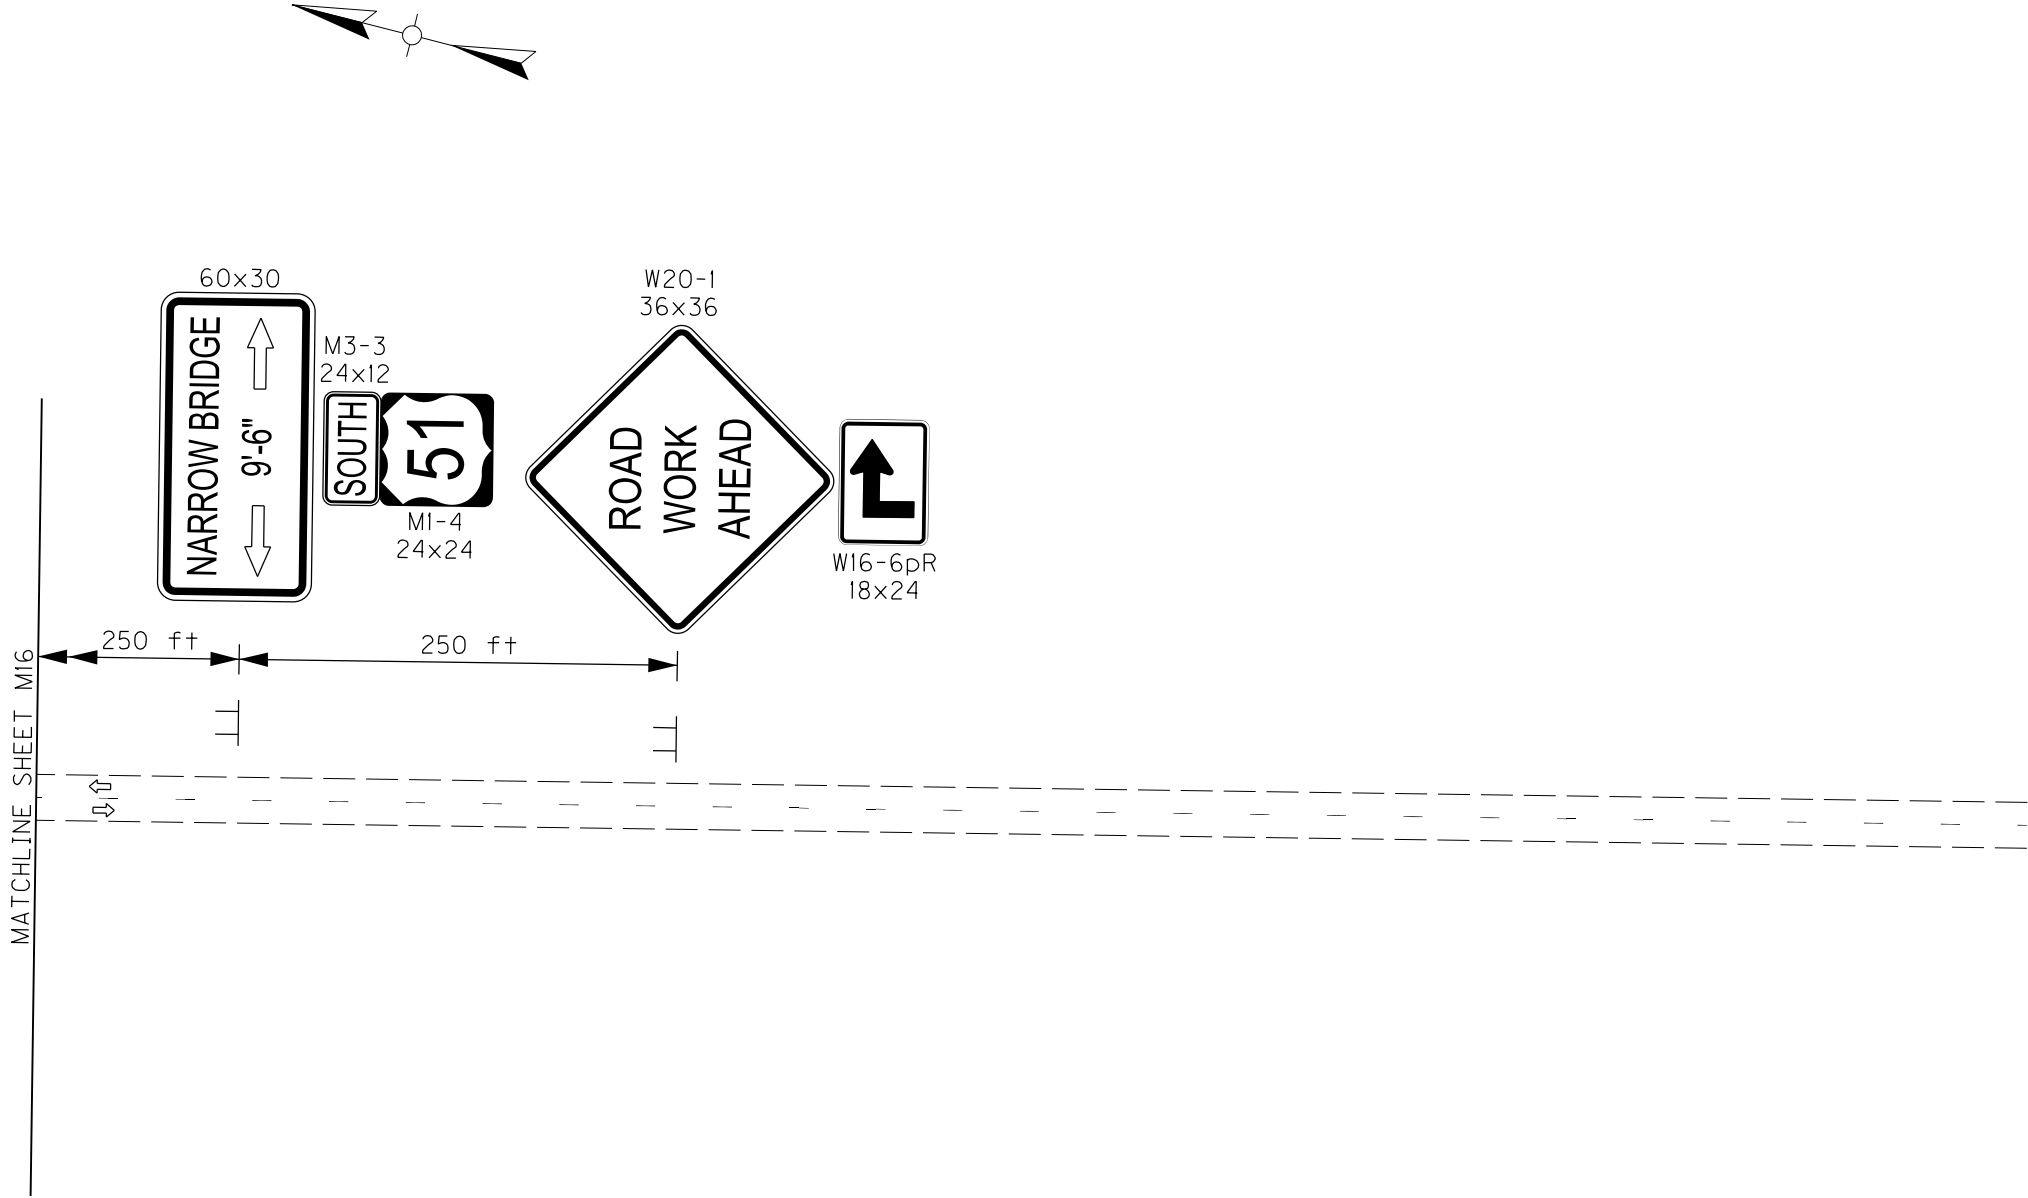 60x30
NARROW BRIDGE
9'-6"
M3-3
24x12
SOUTH
51
M1-4
24x24
W20-1
36x36
ROAD
WORK
AHEAD
W16-6pR
18x24
250 ft
250 ft
MATCHLINE SHEET M16